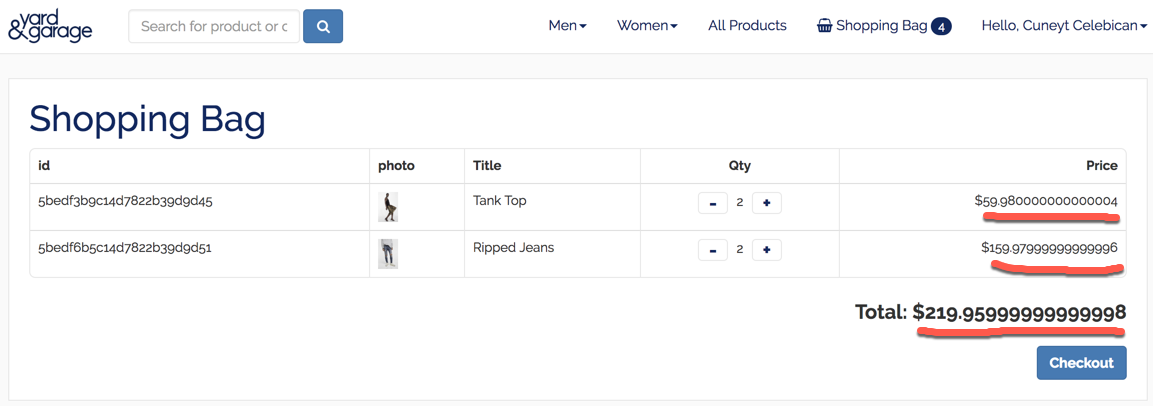 yard
&garage
Search for product or c
Men
Women
All Products
Shopping Bag 4
Hello, Cuneyt Celebican
Shopping Bag
id photo Title Qty Price
5bedf3b9c14d7822b39d9d45 Tank Top - 2 + $59.980000000000004
5bedf6b5c14d7822b39d9d51 Ripped Jeans - 2 + $159.97999999999996
Total: $219.95999999999998
Checkout